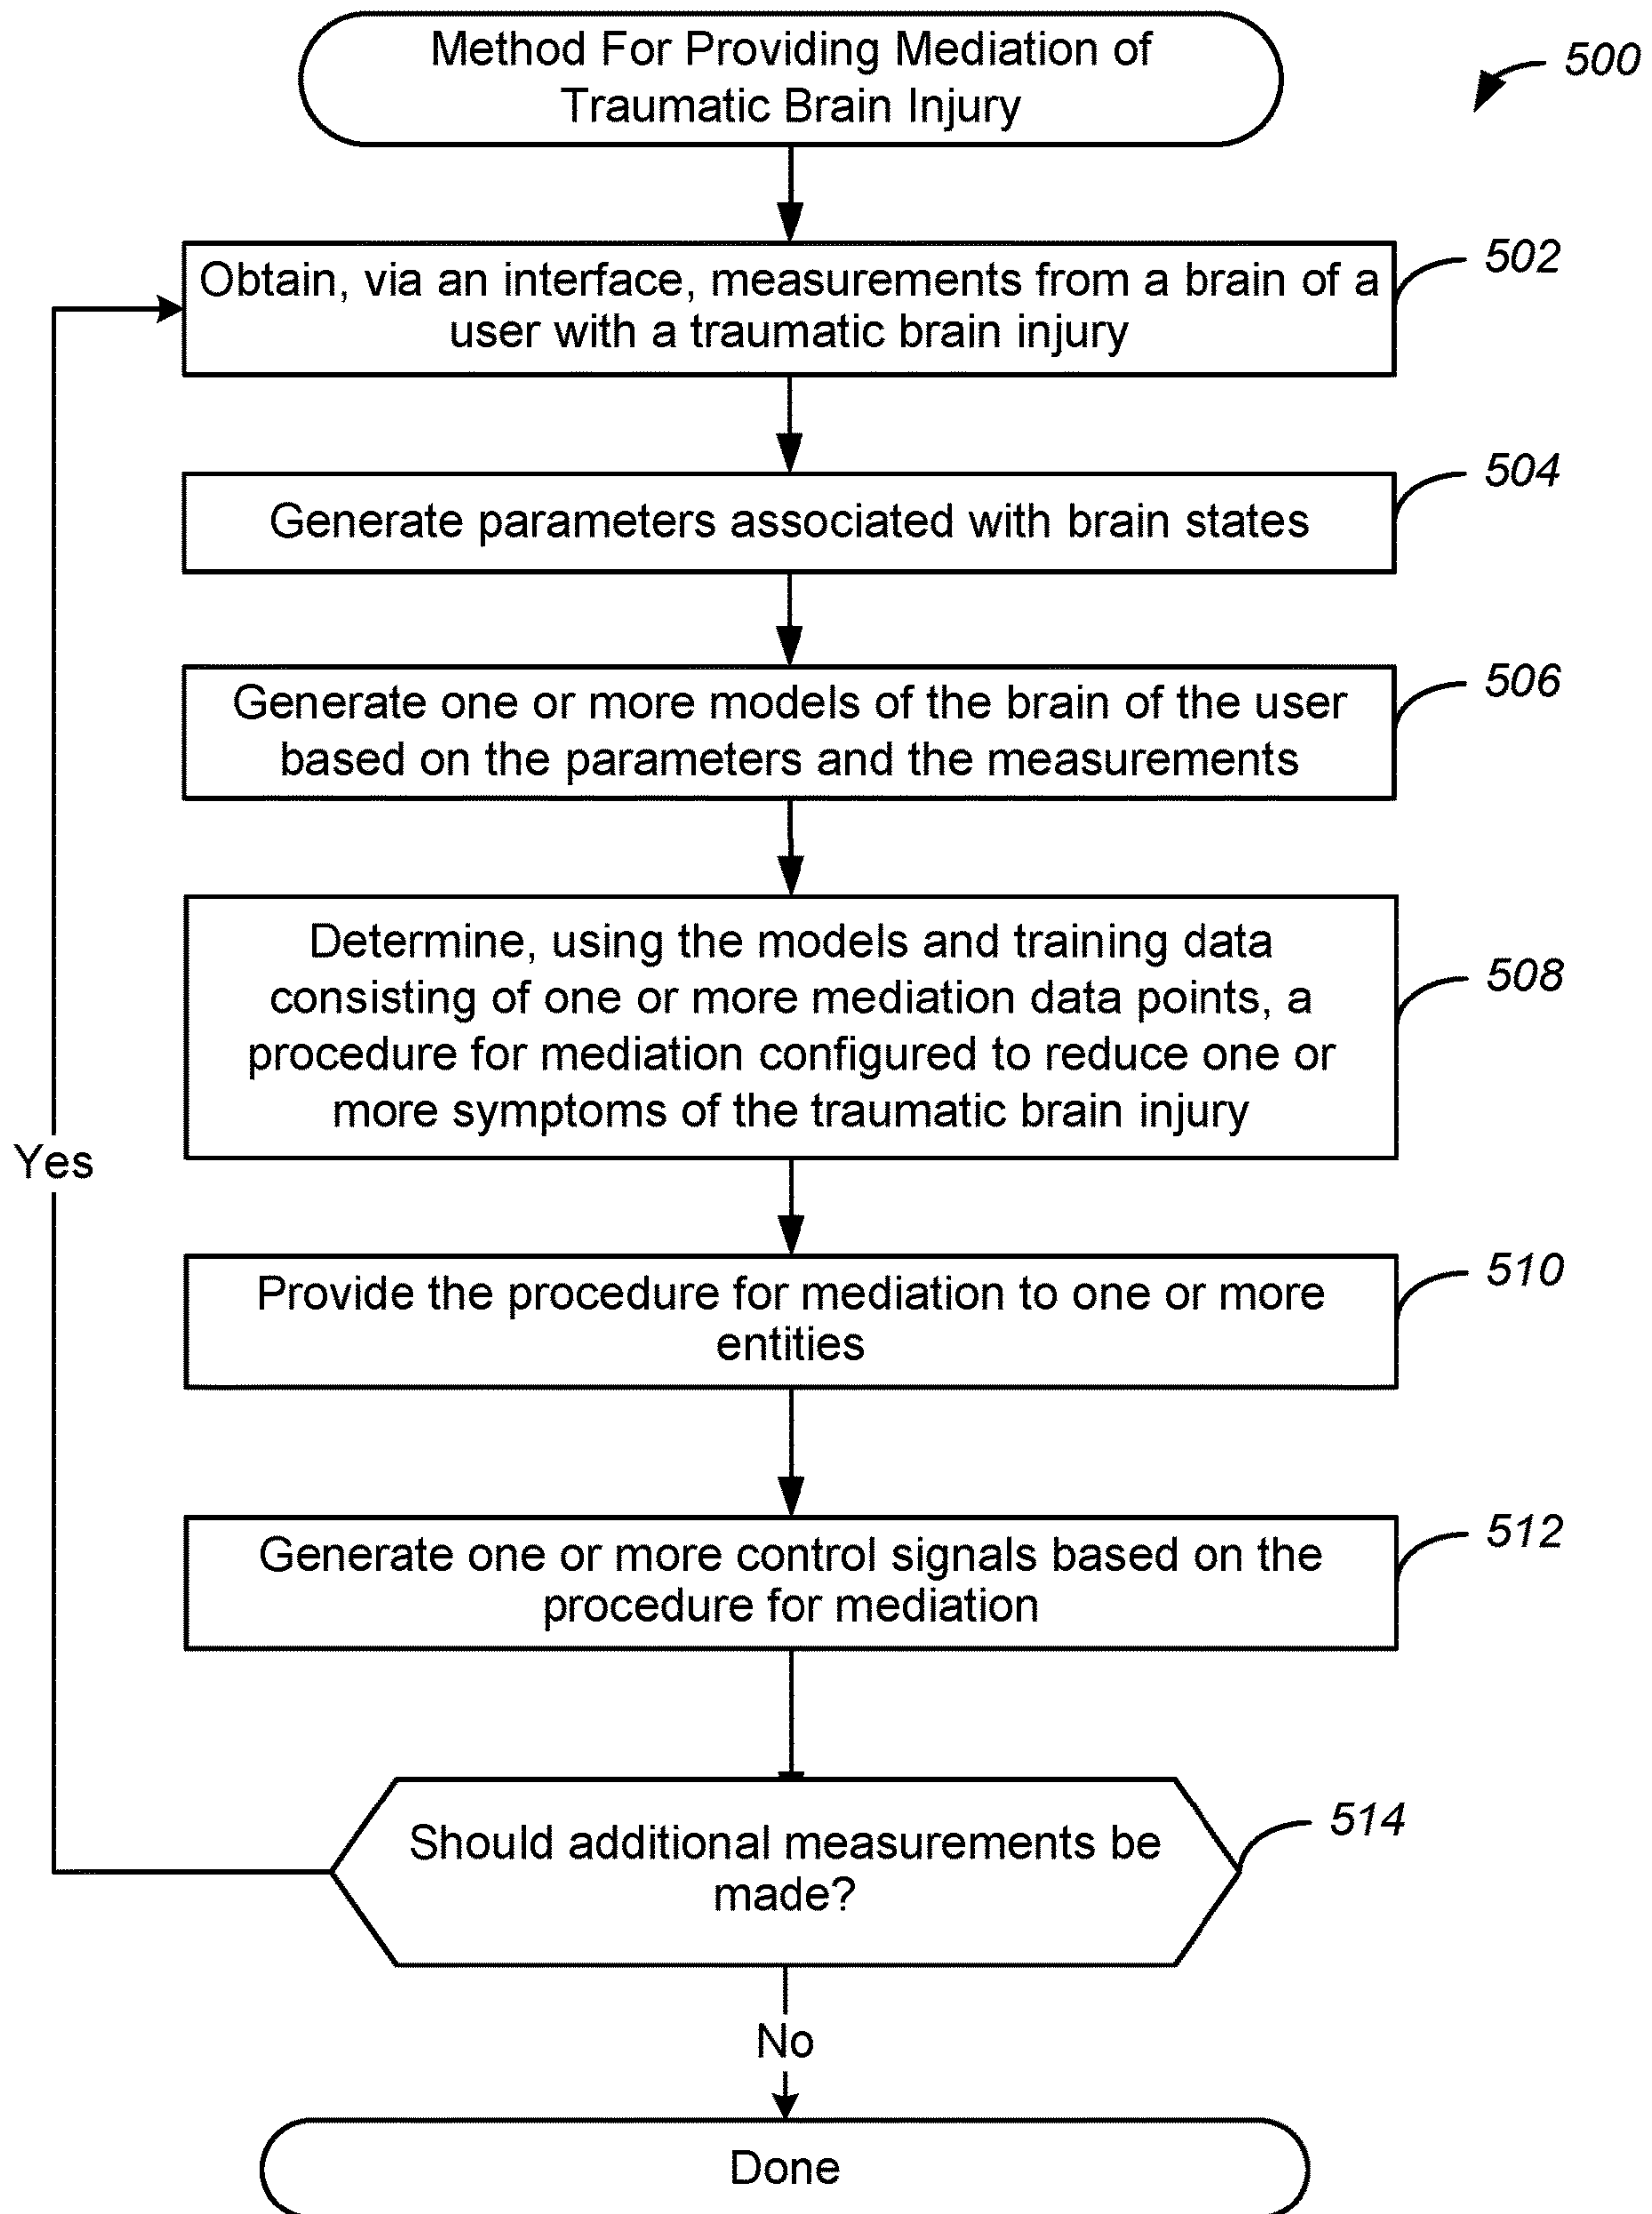 Method For Providing Mediation of
Traumatic Brain Injury
500
Obtain, via an interface, measurements from a brain of a
user with a traumatic brain injury
502
Generate parameters associated with brain states
504
Generate one or more models of the brain of the user
based on the parameters and the measurements
506
Determine, using the models and training data
consisting of one or more mediation data points, a
procedure for mediation configured to reduce one or
more symptoms of the traumatic brain injury
508
Yes
Provide the procedure for mediation to one or more
entities
510
Generate one or more control signals based on the
procedure for mediation
512
Should additional measurements be
made?
514
No
Done